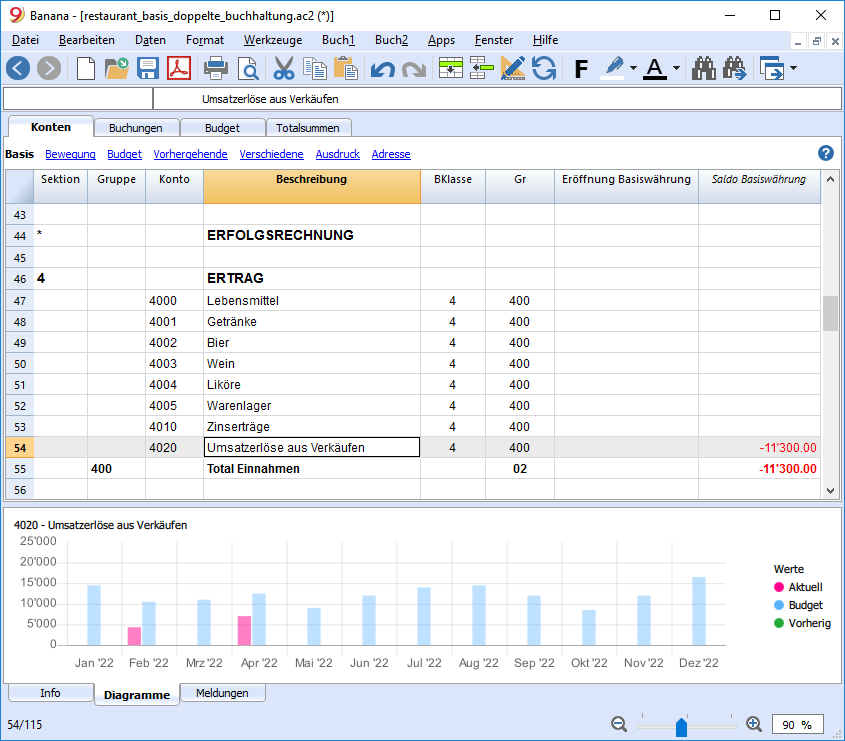 Banana - [restaurant_basis_doppelte_buchhaltung.ac2 (*)]
Datei Bearbeiten Daten Format Werkzeuge Buch1 Buch2 Apps Fenster Hilfe
F A
Umsatzerlöse aus Verkäufen
Konten Buchungen Budget Totalsummen
Basis Bewegung Budget Vorhergehende Verschiedene Ausdruck Adresse ?
Sektion Gruppe Konto Beschreibung BKlasse Gr Eröffnung Basiswährung Saldo Basiswährung
43
44 * ERFOLGSRECHNUNG
45
46 4 ERTRAG
47 4000 Lebensmittel 4 400
48 4001 Getränke 4 400
49 4002 Bier 4 400
50 4003 Wein 4 400
51 4004 Liköre 4 400
52 4005 Warenlager 4 400
53 4010 Zinserträge 4 400
54 4020 Umsatzerlöse aus Verkäufen 4 400 -11'300.00
55 400 Total Einnahmen 02 -11'300.00
56
4020 - Umsatzerlöse aus Verkäufen
25'000
20'000
15'000
10'000
5'000
0
Jan '22 Feb '22 Mrz '22 Apr '22 Mai '22 Jun '22 Jul '22 Aug '22 Sep '22 Okt '22 Nov '22 Dez '22
Werte
Aktuell
Budget
Vorherig
Info Diagramme Meldungen
54/115 90 %